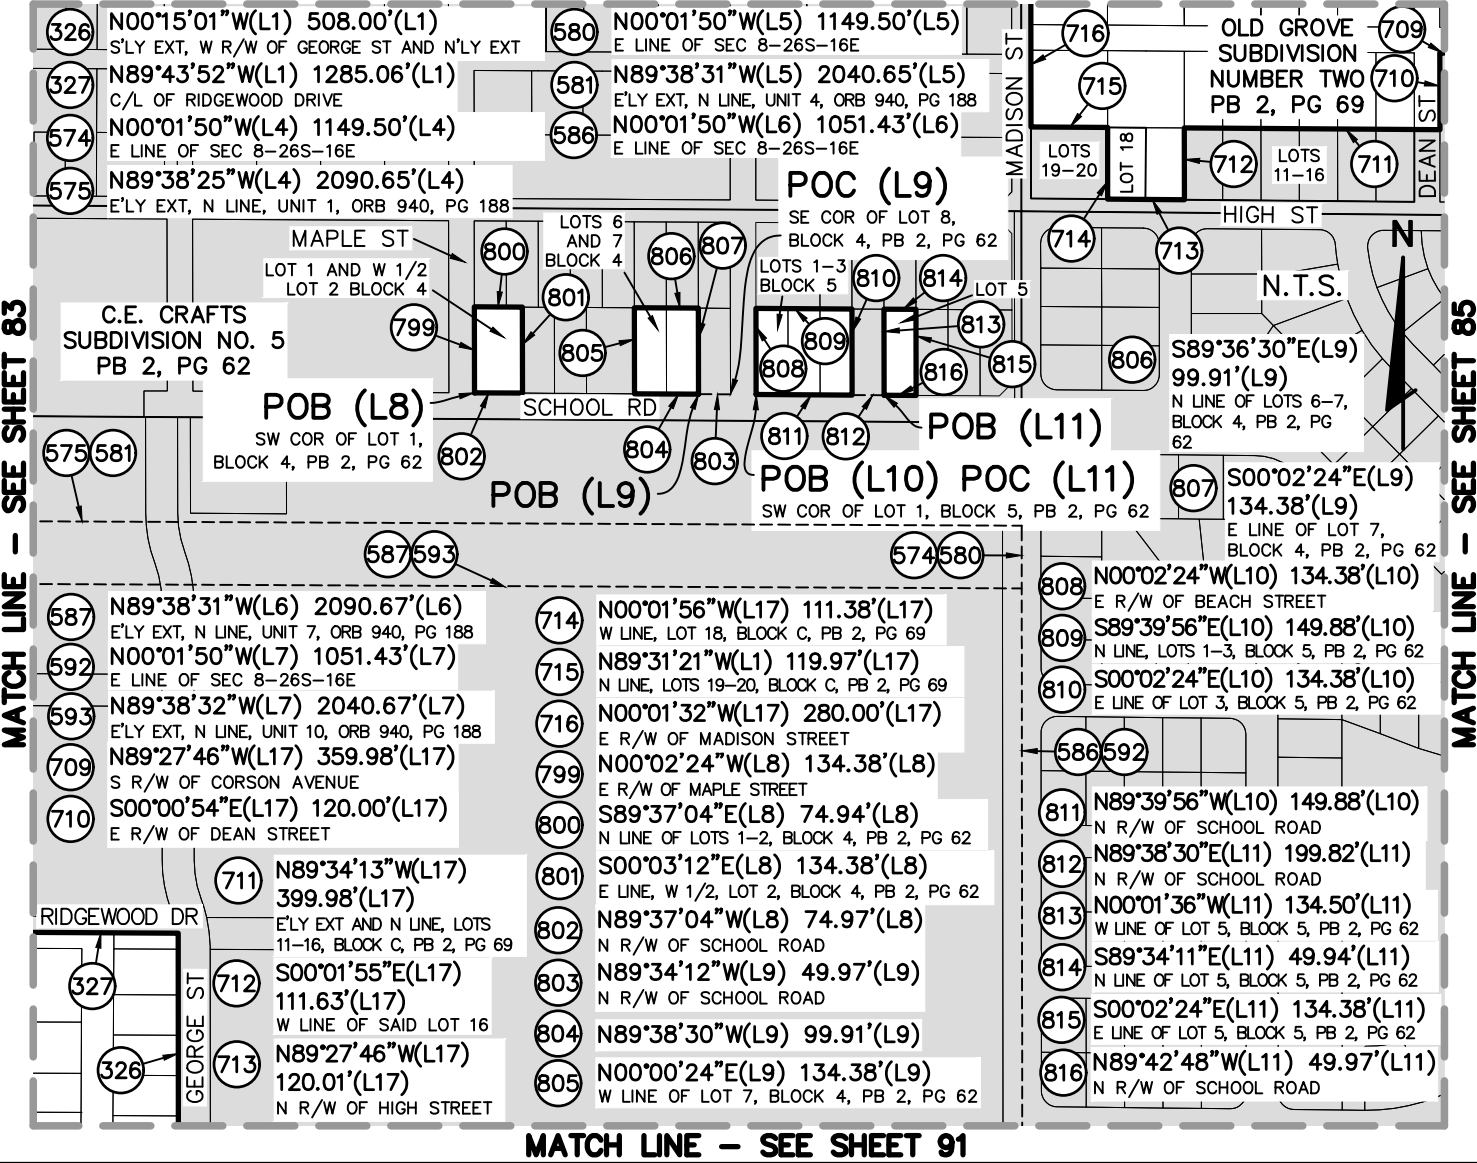 326
N00°15'01"W(L1) 508.00'(L1)
S'LY EXT, W R/W OF GEORGE ST AND N'LY EXT
327
N89°43'52"W(L1) 1285.06'(L1)
C/L OF RIDGEWOOD DRIVE
574
N00°01'50"W(L4) 1149.50'(L4)
E LINE OF SEC 8-26S-16E
575
N89°38'25"W(L4) 2090.65'(L4)
E'LY EXT, N LINE, UNIT 1, ORB 940, PG 188
580
N00°01'50"W(L5) 1149.50'(L5)
E LINE OF SEC 8-26S-16E
581
N89°38'31"W(L5) 2040.65'(L5)
E'LY EXT, N LINE, UNIT 4, ORB 940, PG 188
586
N00°01'50"W(L6) 1051.43'(L6)
E LINE OF SEC 8-26S-16E
MADISON ST
716
715
OLD GROVE
SUBDIVISION
NUMBER TWO
PB 2, PG 69
709
710
DEAN ST
LOTS
19-20
LOT 18
712
LOTS
11-16
711
HIGH ST
714
713
N
N.T.S.
POC (L9)
SE COR OF LOT 8,
BLOCK 4, PB 2, PG 62
MAPLE ST
LOT 1 AND W 1/2
LOT 2 BLOCK 4
800
LOTS 6
AND 7
BLOCK 4
806
807
LOTS 1-3
BLOCK 5
810
814
LOT 5
801
799
805
808
809
813
815
816
806
C.E. CRAFTS
SUBDIVISION NO. 5
PB 2, PG 62
POB (L8)
SW COR OF LOT 1,
BLOCK 4, PB 2, PG 62
SCHOOL RD
802
804
803
811
812
POB (L11)
POB (L9)
POB (L10) POC (L11)
SW COR OF LOT 1, BLOCK 5, PB 2, PG 62
S89°36'30"E(L9)
99.91'(L9)
N LINE OF LOTS 6-7,
BLOCK 4, PB 2, PG
62
807
S00°02'24"E(L9)
134.38'(L9)
E LINE OF LOT 7,
BLOCK 4, PB 2, PG 62
MATCH LINE - SEE SHEET 83
MATCH LINE - SEE SHEET 85
575
581
587
593
574
580
587
N89°38'31"W(L6) 2090.67'(L6)
E'LY EXT, N LINE, UNIT 7, ORB 940, PG 188
592
N00°01'50"W(L7) 1051.43'(L7)
E LINE OF SEC 8-26S-16E
593
N89°38'32"W(L7) 2040.67'(L7)
E'LY EXT, N LINE, UNIT 10, ORB 940, PG 188
709
N89°27'46"W(L17) 359.98'(L17)
S R/W OF CORSON AVENUE
710
S00°00'54"E(L17) 120.00'(L17)
E R/W OF DEAN STREET
711
N89°34'13"W(L17)
399.98'(L17)
E'LY EXT AND N LINE, LOTS
11-16, BLOCK C, PB 2, PG 69
712
S00°01'55"E(L17)
111.63'(L17)
W LINE OF SAID LOT 16
713
N89°27'46"W(L17)
120.01'(L17)
N R/W OF HIGH STREET
RIDGEWOOD DR
327
326
GEORGE ST
714
N00°01'56"W(L17) 111.38'(L17)
W LINE, LOT 18, BLOCK C, PB 2, PG 69
715
N89°31'21"W(L1) 119.97'(L17)
N LINE, LOTS 19-20, BLOCK C, PB 2, PG 69
716
N00°01'32"W(L17) 280.00'(L17)
E R/W OF MADISON STREET
799
N00°02'24"W(L8) 134.38'(L8)
E R/W OF MAPLE STREET
800
S89°37'04"E(L8) 74.94'(L8)
N LINE OF LOTS 1-2, BLOCK 4, PB 2, PG 62
801
S00°03'12"E(L8) 134.38'(L8)
E LINE, W 1/2, LOT 2, BLOCK 4, PB 2, PG 62
802
N89°37'04"W(L8) 74.97'(L8)
N R/W OF SCHOOL ROAD
803
N89°34'12"W(L9) 49.97'(L9)
N R/W OF SCHOOL ROAD
804
N89°38'30"W(L9) 99.91'(L9)
805
N00°00'24"E(L9) 134.38'(L9)
W LINE OF LOT 7, BLOCK 4, PB 2, PG 62
808
N00°02'24"W(L10) 134.38'(L10)
E R/W OF BEACH STREET
809
S89°39'56"E(L10) 149.88'(L10)
N LINE, LOTS 1-3, BLOCK 5, PB 2, PG 62
810
S00°02'24"E(L10) 134.38'(L10)
E LINE OF LOT 3, BLOCK 5, PB 2, PG 62
586
592
811
N89°39'56"W(L10) 149.88'(L10)
N R/W OF SCHOOL ROAD
812
N89°38'30"E(L11) 199.82'(L11)
N R/W OF SCHOOL ROAD
813
N00°01'36"W(L11) 134.50'(L11)
W LINE OF LOT 5, BLOCK 5, PB 2, PG 62
814
S89°34'11"E(L11) 49.94'(L11)
N LINE OF LOT 5, BLOCK 5, PB 2, PG 62
815
S00°02'24"E(L11) 134.38'(L11)
E LINE OF LOT 5, BLOCK 5, PB 2, PG 62
816
N89°42'48"W(L11) 49.97'(L11)
N R/W OF SCHOOL ROAD
MATCH LINE - SEE SHEET 91